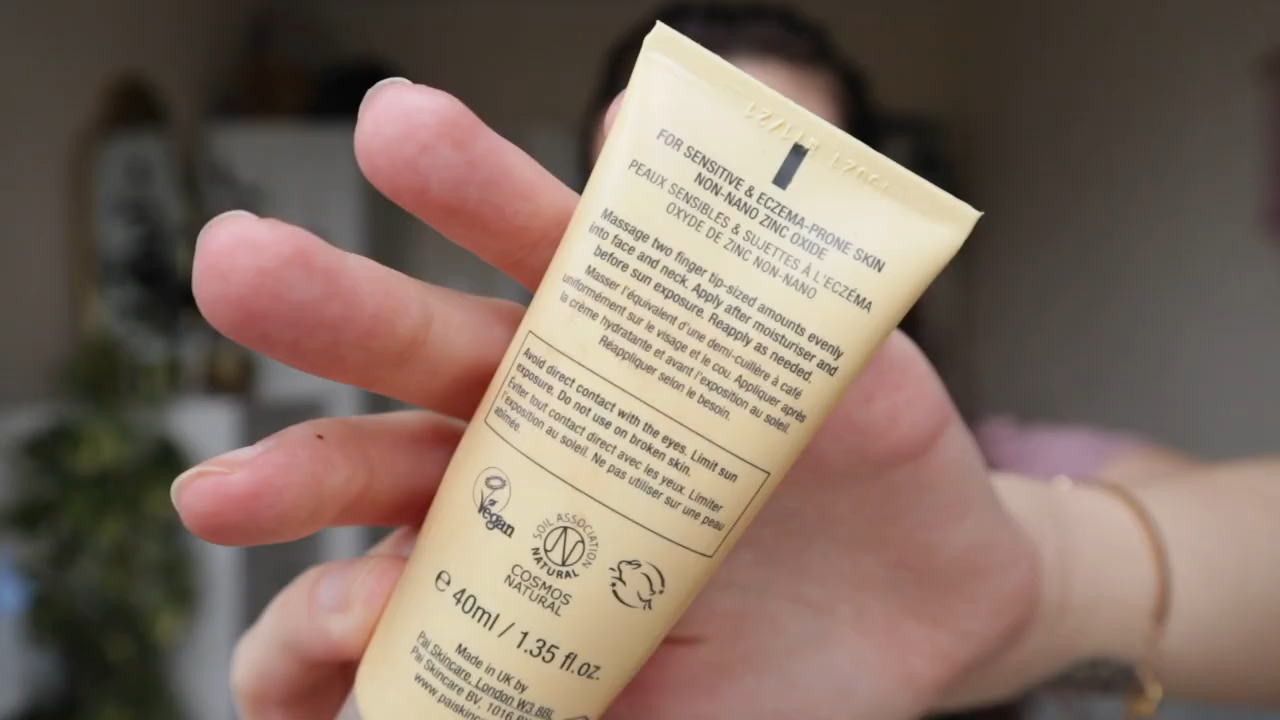 FOR SENSITIVE & ECZEMA-PRONE SKIN
NON-NANO ZINC OXIDE
PEAUX SENSIBLES & SUJETTES À L'ECZÉMA
OXYDE DE ZINC NON-NANO
Massage two finger tip-sized amounts evenly
into face and neck. Apply after moisturiser and
before sun exposure. Reapply as needed.
Masser l'équivalent d'une demi-cuillière à café
uniformément sur le visage et le cou. Appliquer après
la crème hydratante et avant l'exposition au soleil.
Réappliquer selon le besoin.
Avoid direct contact with the eyes. Limit sun
exposure. Do not use on broken skin.
Éviter tout contact direct avec les yeux. Limiter
l'exposition au soleil. Ne pas utiliser sur une peau
abîmée.
Vegan
SOIL ASSOCIATION
NATURAL
COSMOS
NATURAL
e 40ml / 1.35 fl.oz.
Made in UK by
Pai Skincare, London W3 8BL
Pai Skincare BV, 1016
www.paiskin